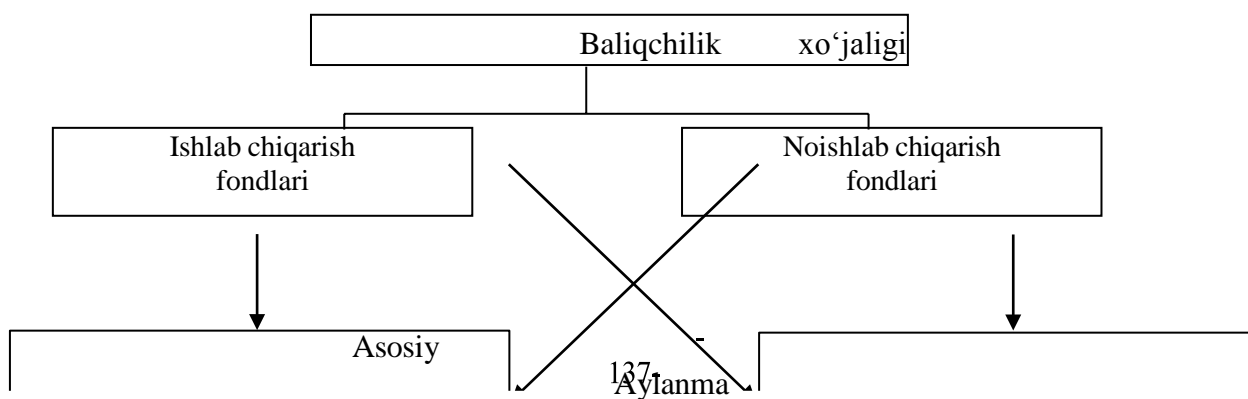 Baliqchilik xo‘jaligi
Ishlab chiqarish
fondlari
Noishlab chiqarish
fondlari
Asosiy
-
137-
Aylanma